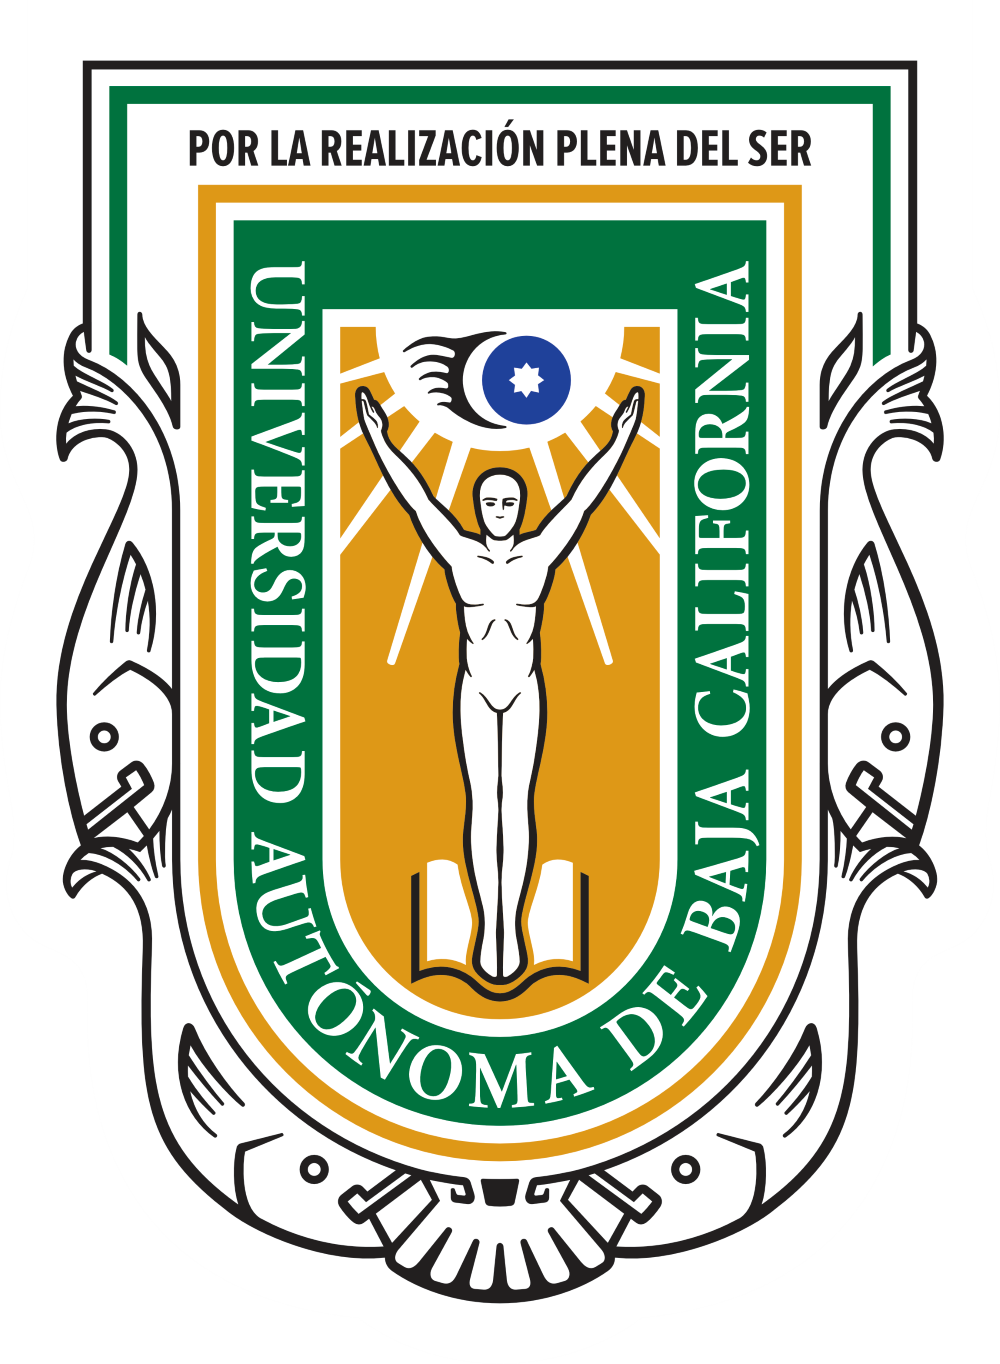 POR LA REALIZACIÓN PLENA DEL SER
UNIVERSIDAD AUTÓNOMA DE BAJA CALIFORNIA